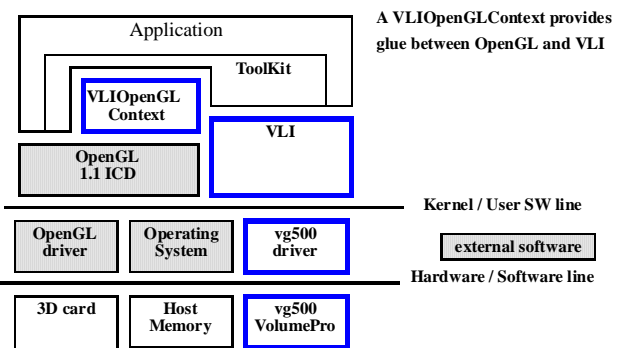 Application
A VLIOpenGLContext provides
glue between OpenGL and VLI
ToolKit
VLIOpenGL
Context
VLI
OpenGL
1.1 ICD
Kernel / User SW line
OpenGL
driver
Operating
System
vg500
driver
external software
Hardware / Software line
3D card
Host
Memory
vg500
VolumePro